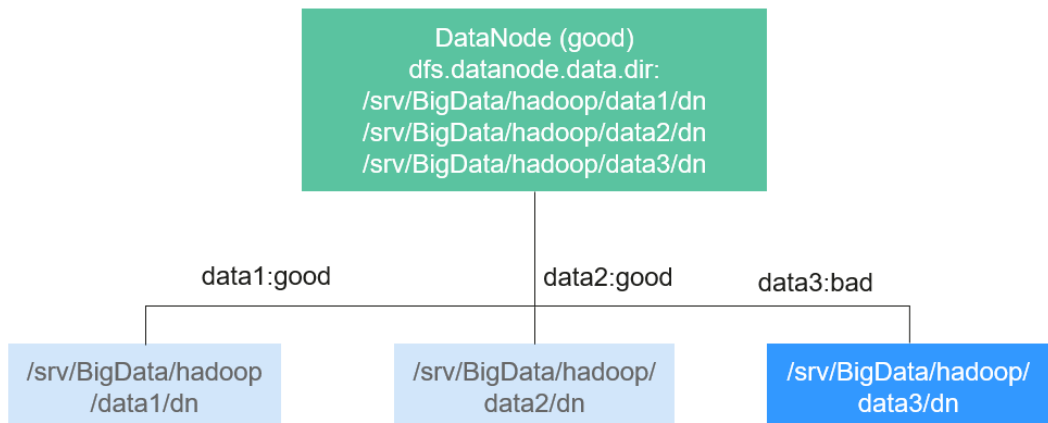 DataNode (good)
dfs.datanode.data.dir:
/srv/BigData/hadoop/data1/dn
/srv/BigData/hadoop/data2/dn
/srv/BigData/hadoop/data3/dn
data1:good
data2:good
data3:bad
/srv/BigData/hadoop
/data1/dn
/srv/BigData/hadoop/
data2/dn
/srv/BigData/hadoop/
data3/dn